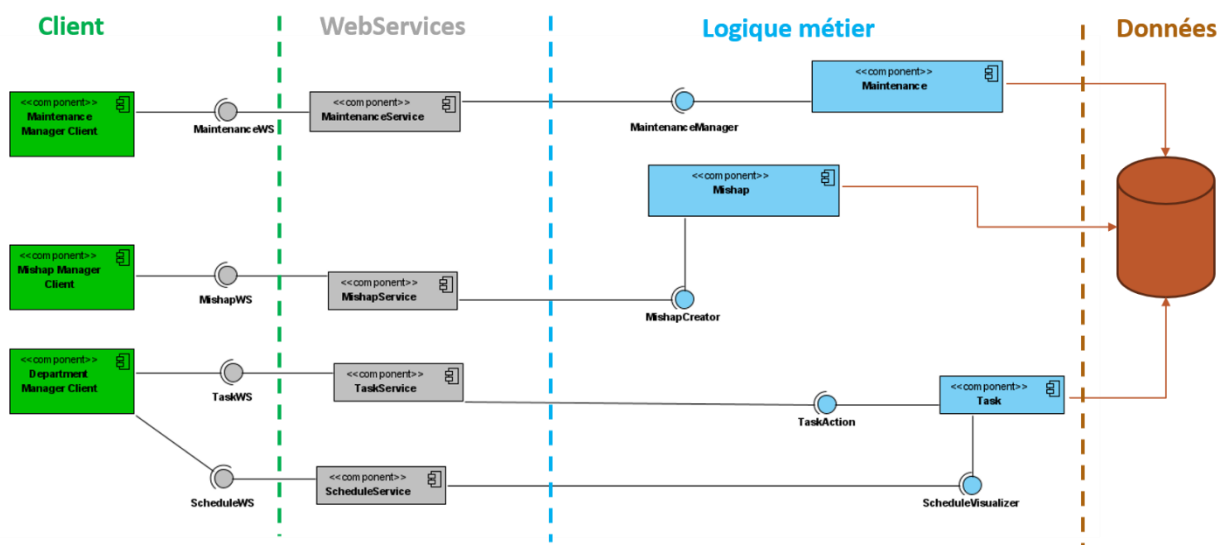 Client
WebServices
Logique métier
Données
<<component>>
Maintenance
Manager Client
MaintenanceWS
<<component>>
MaintenanceService
MaintenanceManager
<<component>>
Maintenance
<<component>>
Mishap
<<component>>
Mishap Manager
Client
MishapWS
<<component>>
MishapService
MishapCreator
<<component>>
Department
Manager Client
TaskWS
<<component>>
TaskService
TaskAction
<<component>>
Task
ScheduleWS
<<component>>
ScheduleService
ScheduleVisualizer